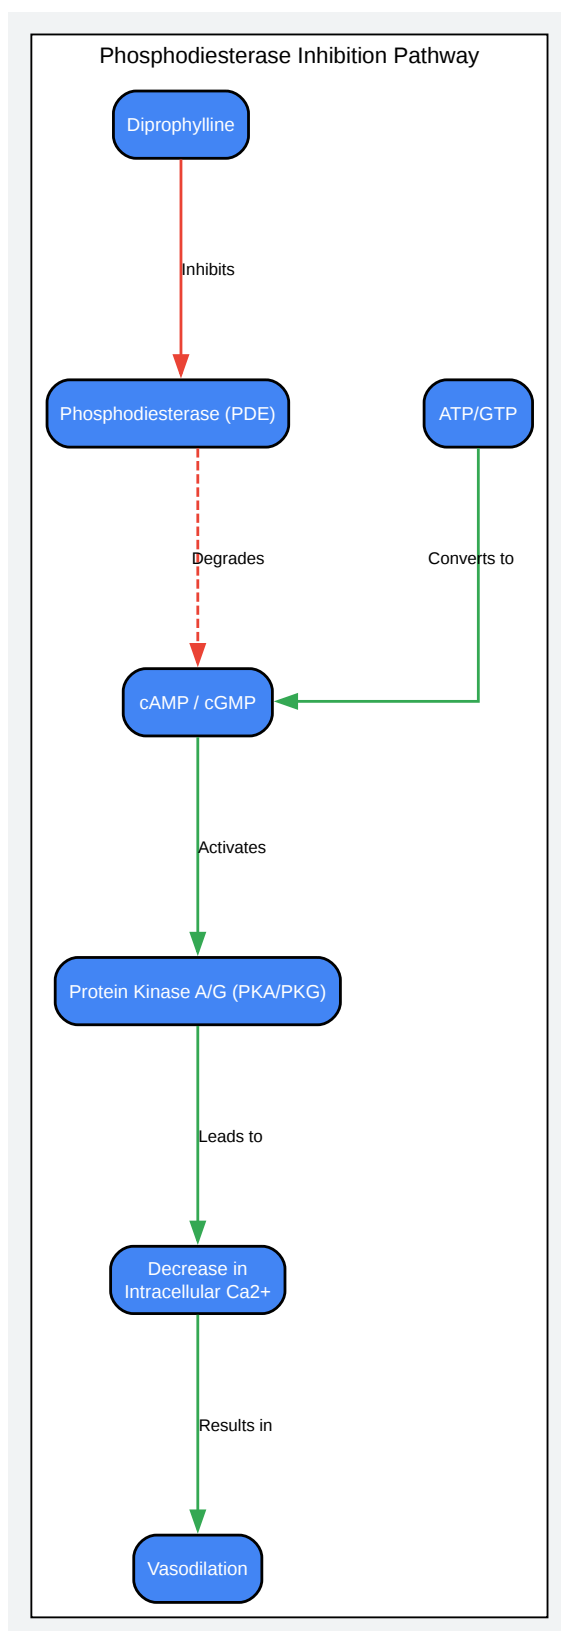 Phosphodiesterase Inhibition Pathway
Diprophylline
Inhibits
Phosphodiesterase (PDE)
ATP/GTP
Degrades
Converts to
cAMP / cGMP
Activates
Protein Kinase A/G (PKA/PKG)
Leads to
Decrease in
Intracellular Ca2+
Results in
Vasodilation